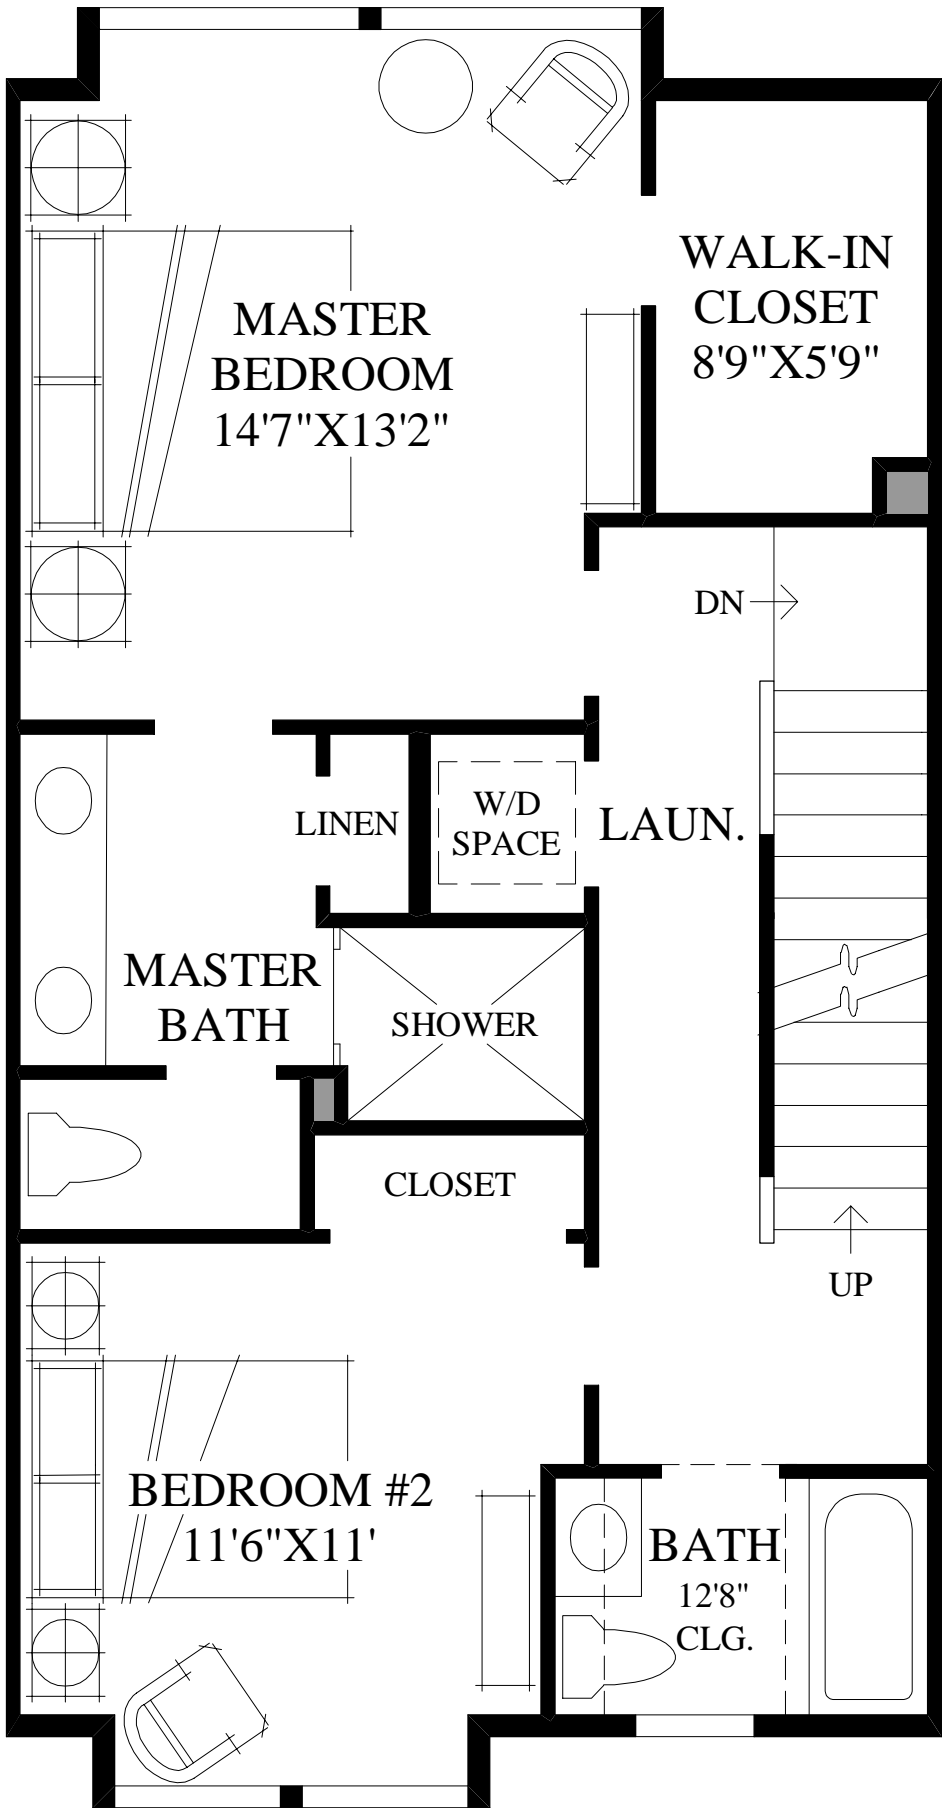 WALK-IN
CLOSET
8'9"X5'9"
MASTER
BEDROOM
14'7"X13'2"
DN
W/D
SPACE
LINEN
LAUN.
MASTER
BATH
SHOWER
CLOSET
UP
BEDROOM #2
11'6"X11'
BATH
12'8"
CLG.